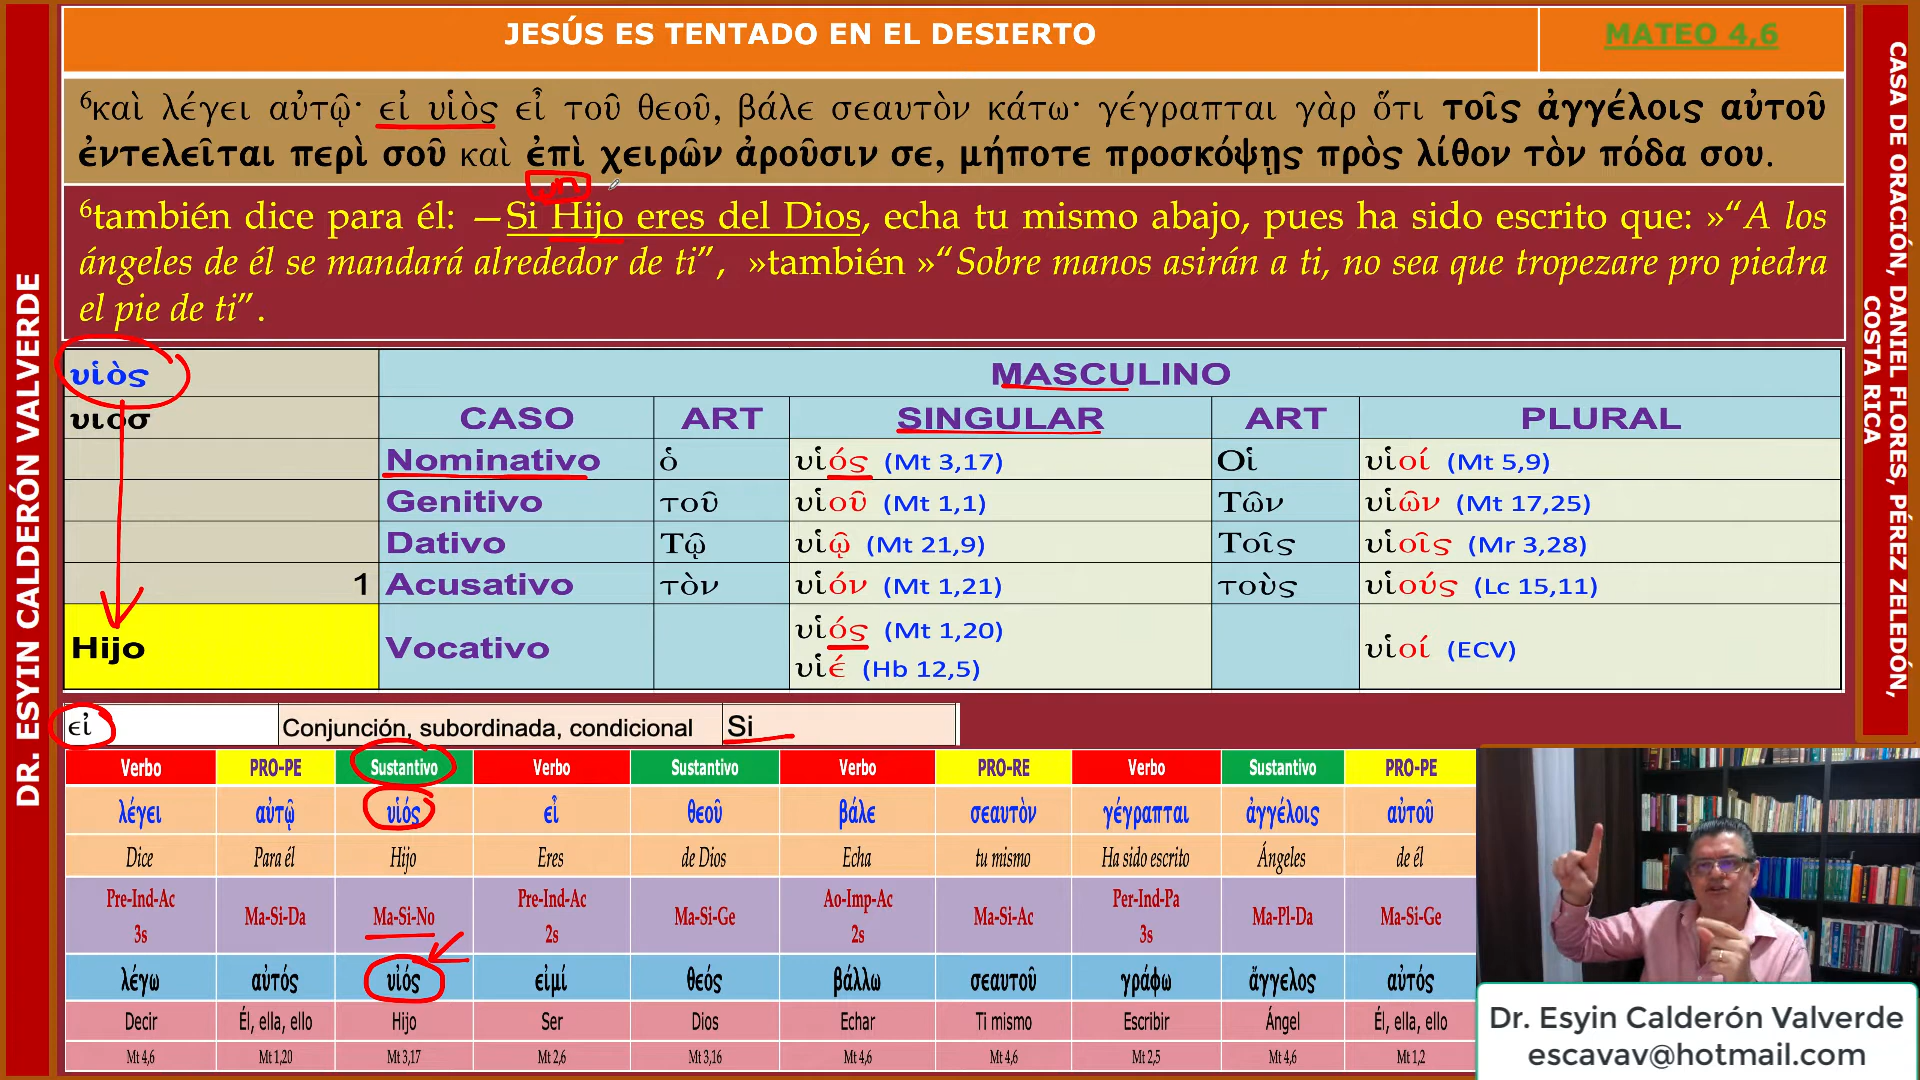 JESÚS ES TENTADO EN EL DESIERTO
MATEO 4,6
⁶καὶ λέγει αὐτῷ· εἰ υἱὸς εἶ τοῦ θεοῦ, βάλε σεαυτὸν κάτω· γέγραπται γὰρ ὅτι τοῖς ἀγγέλοις αὐτοῦ
ἐντελεῖται περὶ σοῦ καὶ ἐπὶ χειρῶν ἀροῦσιν σε, μήποτε προσκόψῃς πρὸς λίθον τὸν πόδα σου.
⁶también dice para él: —Si Hijo eres del Dios, echa tu mismo abajo, pues ha sido escrito que: »“A los
ángeles de él se mandará alrededor de ti”, »también »“Sobre manos asirán a ti, no sea que tropezare pro piedra
el pie de ti”.
υἱὸς MASCULINO
υιοσ CASO ART SINGULAR ART PLURAL
Nominativo ὁ υἱός (Mt 3,17) Οἱ υἱοί (Mt 5,9)
Genitivo τοῦ υἱοῦ (Mt 1,1) Τῶν υἱῶν (Mt 17,25)
Dativo Τῷ υἱῷ (Mt 21,9) Τοῖς υἱοῖς (Mr 3,28)
1 Acusativo τὸν υἱόν (Mt 1,21) τοὺς υἱούς (Lc 15,11)
Hijo Vocativo υἱός (Mt 1,20) υἱοί (ECV)
υἱέ (Hb 12,5)
εἰ Conjunción, subordinada, condicional Si
Verbo PRO-PE Sustantivo Verbo Sustantivo Verbo PRO-RE Verbo Sustantivo PRO-PE
λέγει αὐτῷ υἱός εἶ θεοῦ βάλε σεαυτὸν γέγραπται ἀγγέλοις αὐτοῦ
Dice Para él Hijo Eres de Dios Echa tu mismo Ha sido escrito Ángeles de él
Pre-Ind-Ac 3s Ma-Si-Da Ma-Si-No Pre-Ind-Ac 2s Ma-Si-Ge Ao-Imp-Ac 2s Ma-Si-Ac Per-Ind-Pa 3s Ma-Pl-Da Ma-Si-Ge
λέγω αὐτός υἱός εἰμί θεός βάλλω σεαυτοῦ γράφω ἄγγελος αὐτός
Decir Él, ella, ello Hijo Ser Dios Echar Ti mismo Escribir Ángel Él, ella, ello
Mt 4,6 Mt 1,20 Mt 3,17 Mt 2,6 Mt 3,16 Mt 4,6 Mt 4,6 Mt 2,5 Mt 4,6 Mt 1,2
DR. ESYIN CALDERÓN VALVERDE
CASA DE ORACIÓN, DANIEL FLORES, PÉREZ ZELEDÓN,
COSTA RICA
Dr. Esyin Calderón Valverde
escavav@hotmail.com